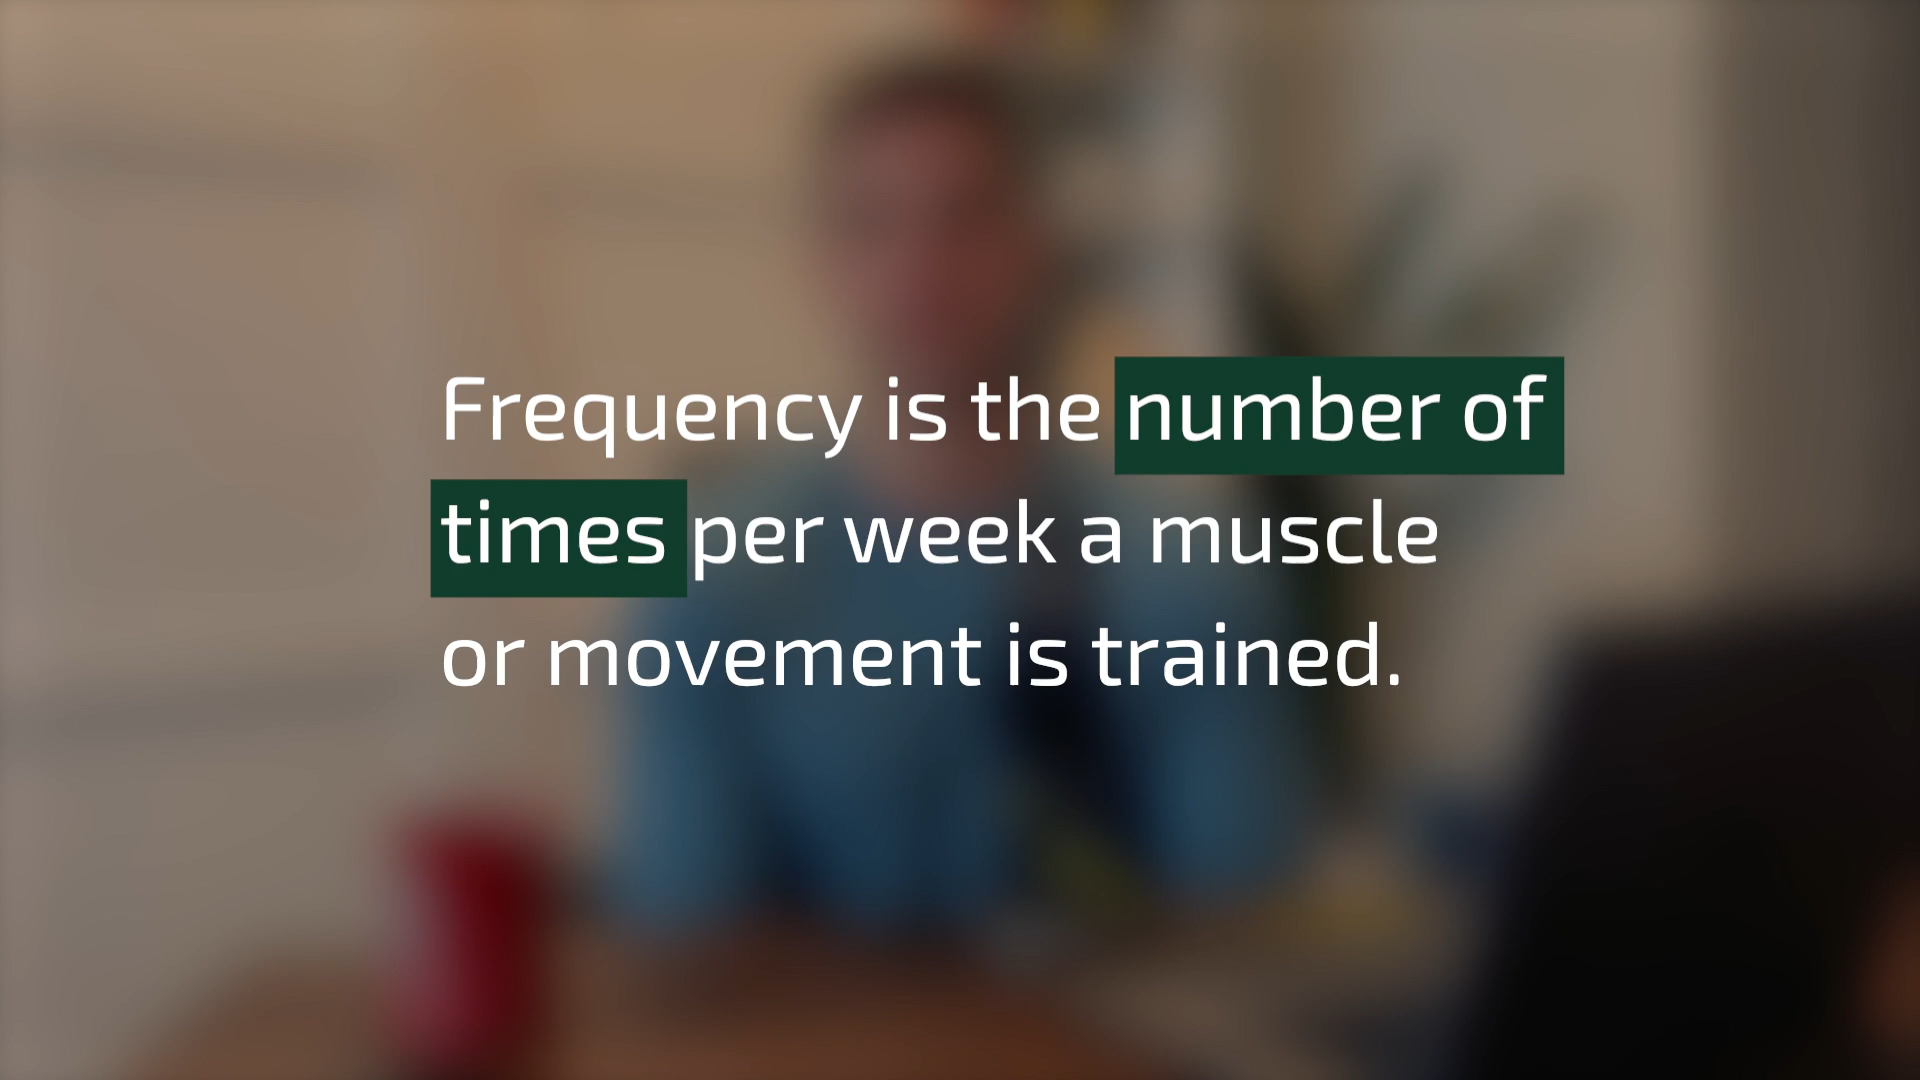 Frequency is the number of
times per week a muscle
or movement is trained.